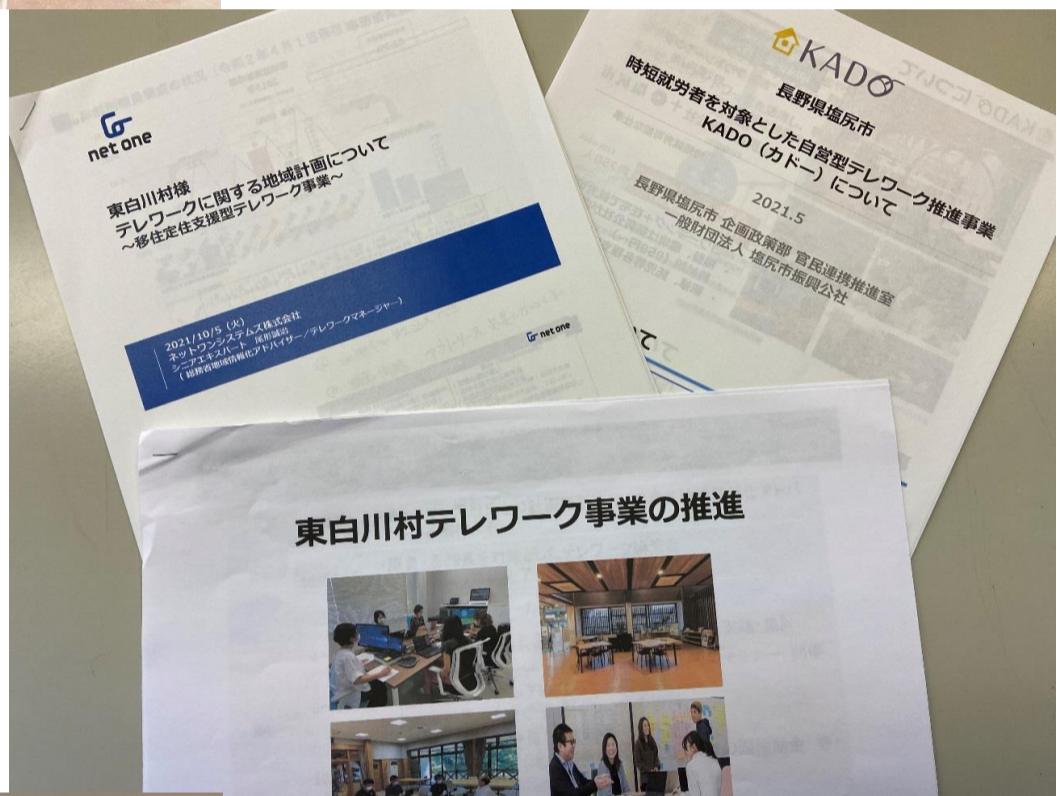 net one
東白川村様
テレワークに関する地域計画について
～移住定住支援型テレワーク事業～
2021/10/5（火）
ネットワンシステムズ株式会社
シニアエキスパート 尾形誠治
（総務省地域情報化アドバイザー/テレワークマネージャー）
net one
KADO
長野県塩尻市
時短就労者を対象とした自営型テレワーク推進事業
KADO（カドー）について
2021.5
長野県塩尻市 企画政策部 官民連携推進室
一般財団法人 塩尻市振興公社
て
東白川村テレワーク事業の推進